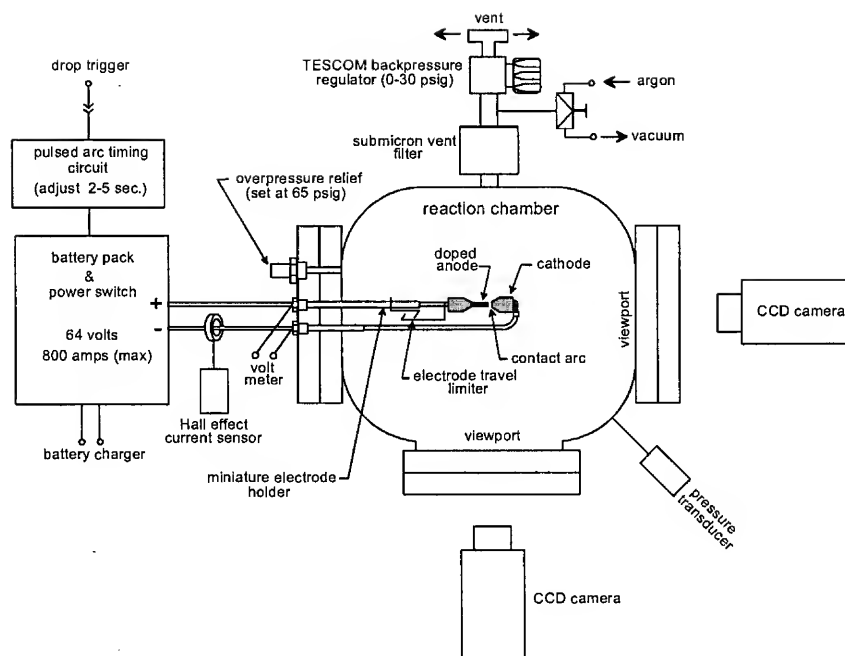 vent
TESCOM backpressure
regulator (0-30 psig)
argon
vacuum
submicron vent
filter
drop trigger
pulsed arc timing
circuit
(adjust 2-5 sec.)
overpressure relief
(set at 65 psig)
reaction chamber
battery pack
&
power switch
+
-
64 volts
800 amps (max)
doped
anode
cathode
viewport
CCD camera
contact arc
volt
meter
electrode travel
limiter
Hall effect
current sensor
battery charger
viewport
miniature electrode
holder
pressure
transducer
CCD camera